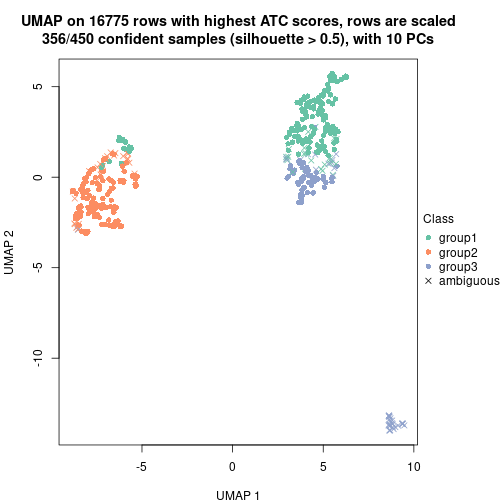 UMAP on 16775 rows with highest ATC scores, rows are scaled
356/450 confident samples (silhouette > 0.5), with 10 PCs
5
0
-5
-10
UMAP 2
-5
0
5
10
UMAP 1
Class
group1
group2
group3
ambiguous